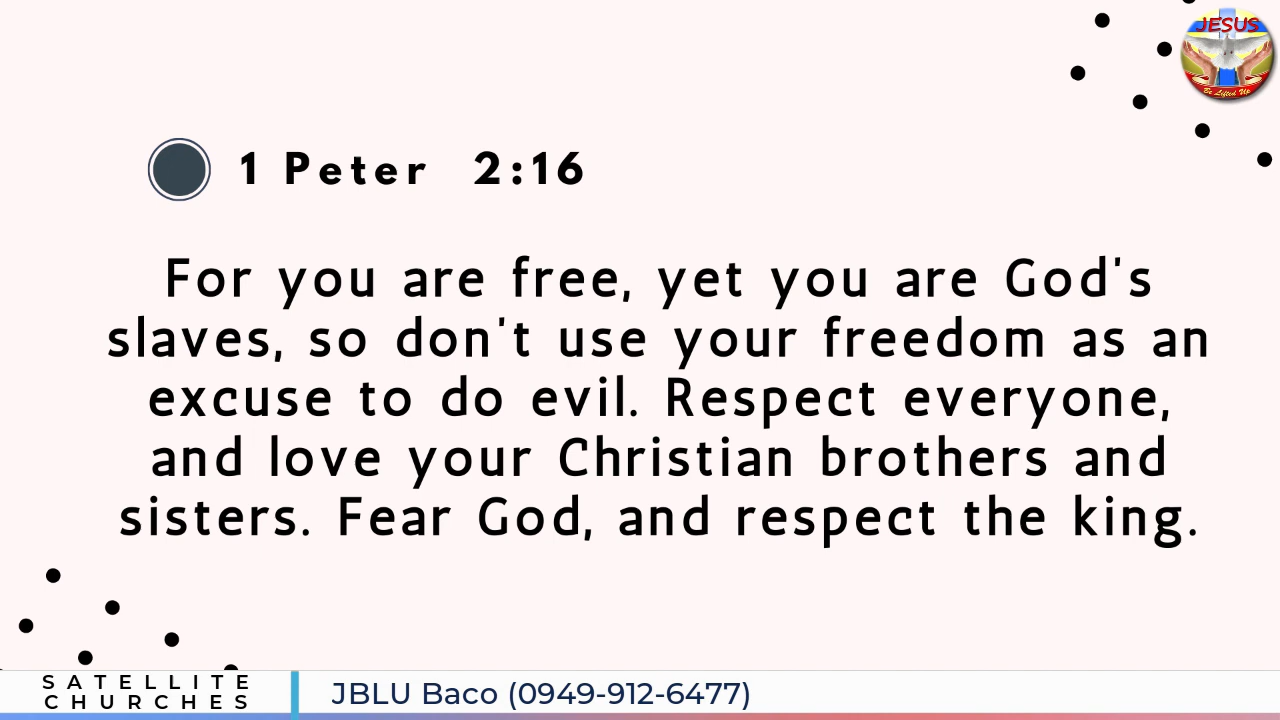 JESUS
Be Lifted Up
1 Peter 2:16
For you are free, yet you are God's
slaves, so don't use your freedom as an
excuse to do evil. Respect everyone,
and love your Christian brothers and
sisters. Fear God, and respect the king.
SATELLITE
CHURCHES
JBLU Baco (0949-912-6477)